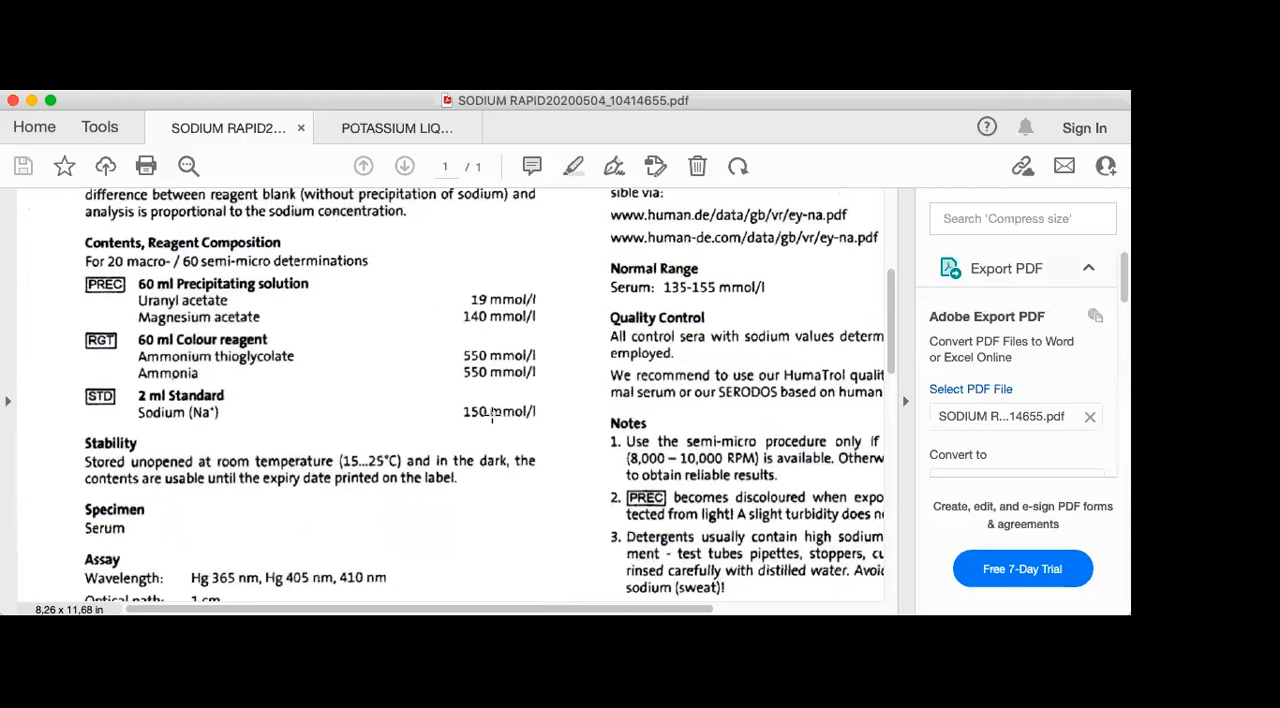 SODIUM RAPID20200504_10414655.pdf
Home
Tools
SODIUM RAPID2...
×
POTASSIUM LIQ...
Sign In
1 / 1
difference between reagent blank (without precipitation of sodium) and
analysis is proportional to the sodium concentration.
Contents, Reagent Composition
For 20 macro- / 60 semi-micro determinations
PREC 60 ml Precipitating solution
Uranyl acetate 19 mmol/l
Magnesium acetate 140 mmol/l
RGT 60 ml Colour reagent
Ammonium thioglycolate 550 mmol/l
Ammonia 550 mmol/l
STD 2 ml Standard
Sodium (Na⁺) 150 mmol/l
Stability
Stored unopened at room temperature (15...25°C) and in the dark, the
contents are usable until the expiry date printed on the label.
Specimen
Serum
Assay
Wavelength: Hg 365 nm, Hg 405 nm, 410 nm
Optical path: 1 cm
8,26 x 11,68 in
sible via:
www.human.de/data/gb/vr/ey-na.pdf
www.human-de.com/data/gb/vr/ey-na.pdf
Normal Range
Serum: 135-155 mmol/l
Quality Control
All control sera with sodium values determ
employed.
We recommend to use our HumaTrol qualit
mal serum or our SERODOS based on human
Notes
1. Use the semi-micro procedure only if
(8,000 – 10,000 RPM) is available. Otherw
to obtain reliable results.
2. PREC becomes discoloured when expo
tected from light! A slight turbidity does n
3. Detergents usually contain high sodium
ment - test tubes pipettes, stoppers, cu
rinsed carefully with distilled water. Avoid
sodium (sweat)!
Search 'Compress size'
Export PDF
Adobe Export PDF
Convert PDF Files to Word
or Excel Online
Select PDF File
SODIUM R...14655.pdf
Convert to
Create, edit, and e-sign PDF forms
& agreements
Free 7-Day Trial